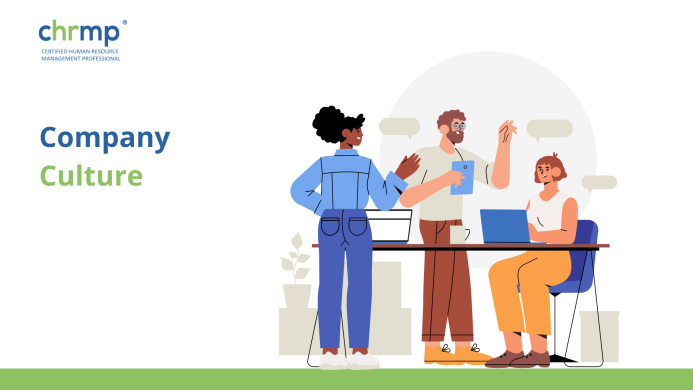 chrmp®
CERTIFIED HUMAN RESOURCE
MANAGEMENT PROFESSIONAL
Company
Culture